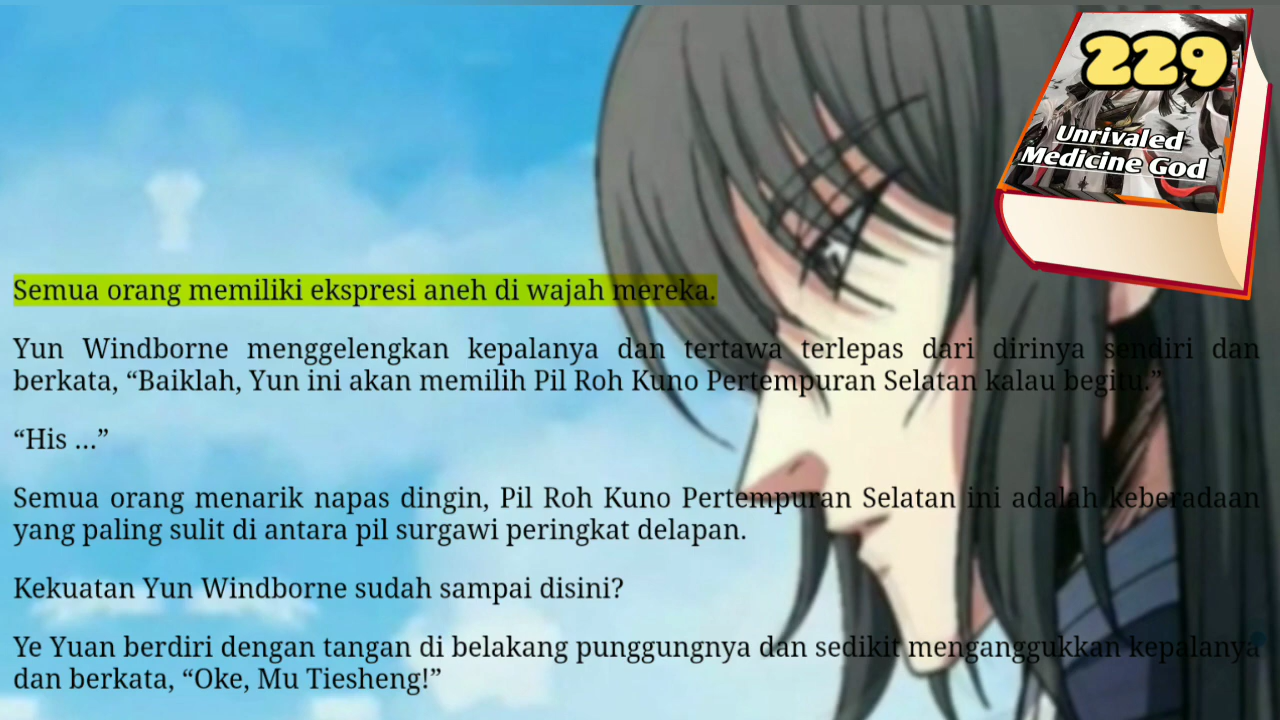 229
Unrivaled
Medicine God
Semua orang memiliki ekspresi aneh di wajah mereka.
Yun Windborne menggelengkan kepalanya dan tertawa terlepas dari dirinya sendiri dan
berkata, “Baiklah, Yun ini akan memilih Pil Roh Kuno Pertempuran Selatan kalau begitu.”
“His ...”
Semua orang menarik napas dingin, Pil Roh Kuno Pertempuran Selatan ini adalah keberadaan
yang paling sulit di antara pil surgawi peringkat delapan.
Kekuatan Yun Windborne sudah sampai disini?
Ye Yuan berdiri dengan tangan di belakang punggungnya dan sedikit menganggukkan kepalanya
dan berkata, “Oke, Mu Tiesheng!”